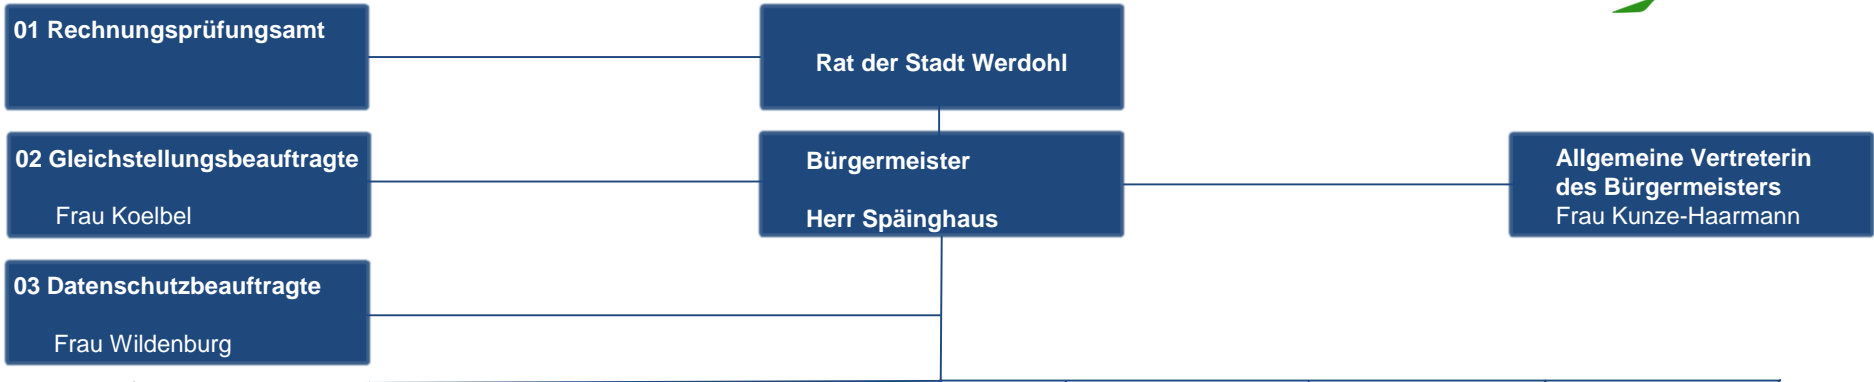 01 Rechnungsprüfungsamt
Rat der Stadt Werdohl
02 Gleichstellungsbeauftragte
Frau Koelbel
Bürgermeister
Herr Späinghaus
Allgemeine Vertreterin
des Bürgermeisters
Frau Kunze-Haarmann
03 Datenschutzbeauftragte
Frau Wildenburg